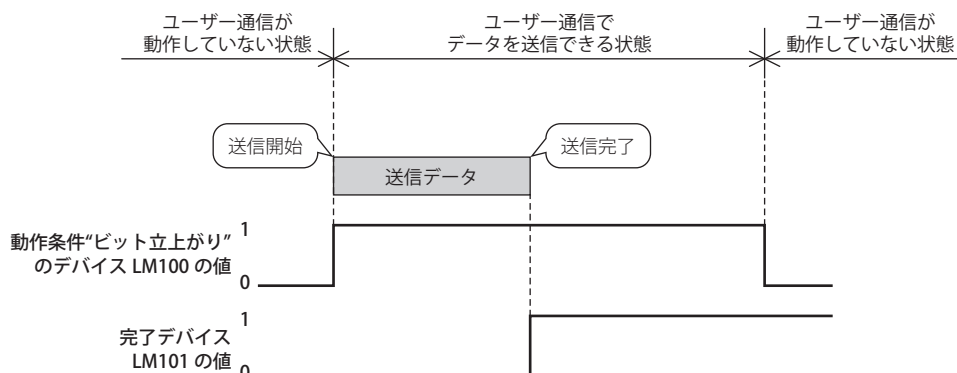 ユーザー通信が
動作していない状態
ユーザー通信で
データを送信できる状態
ユーザー通信が
動作していない状態
送信開始
送信完了
送信データ
動作条件“ビット立上がり”
のデバイス LM100 の値
1
0
完了デバイス
LM101 の値
1
0